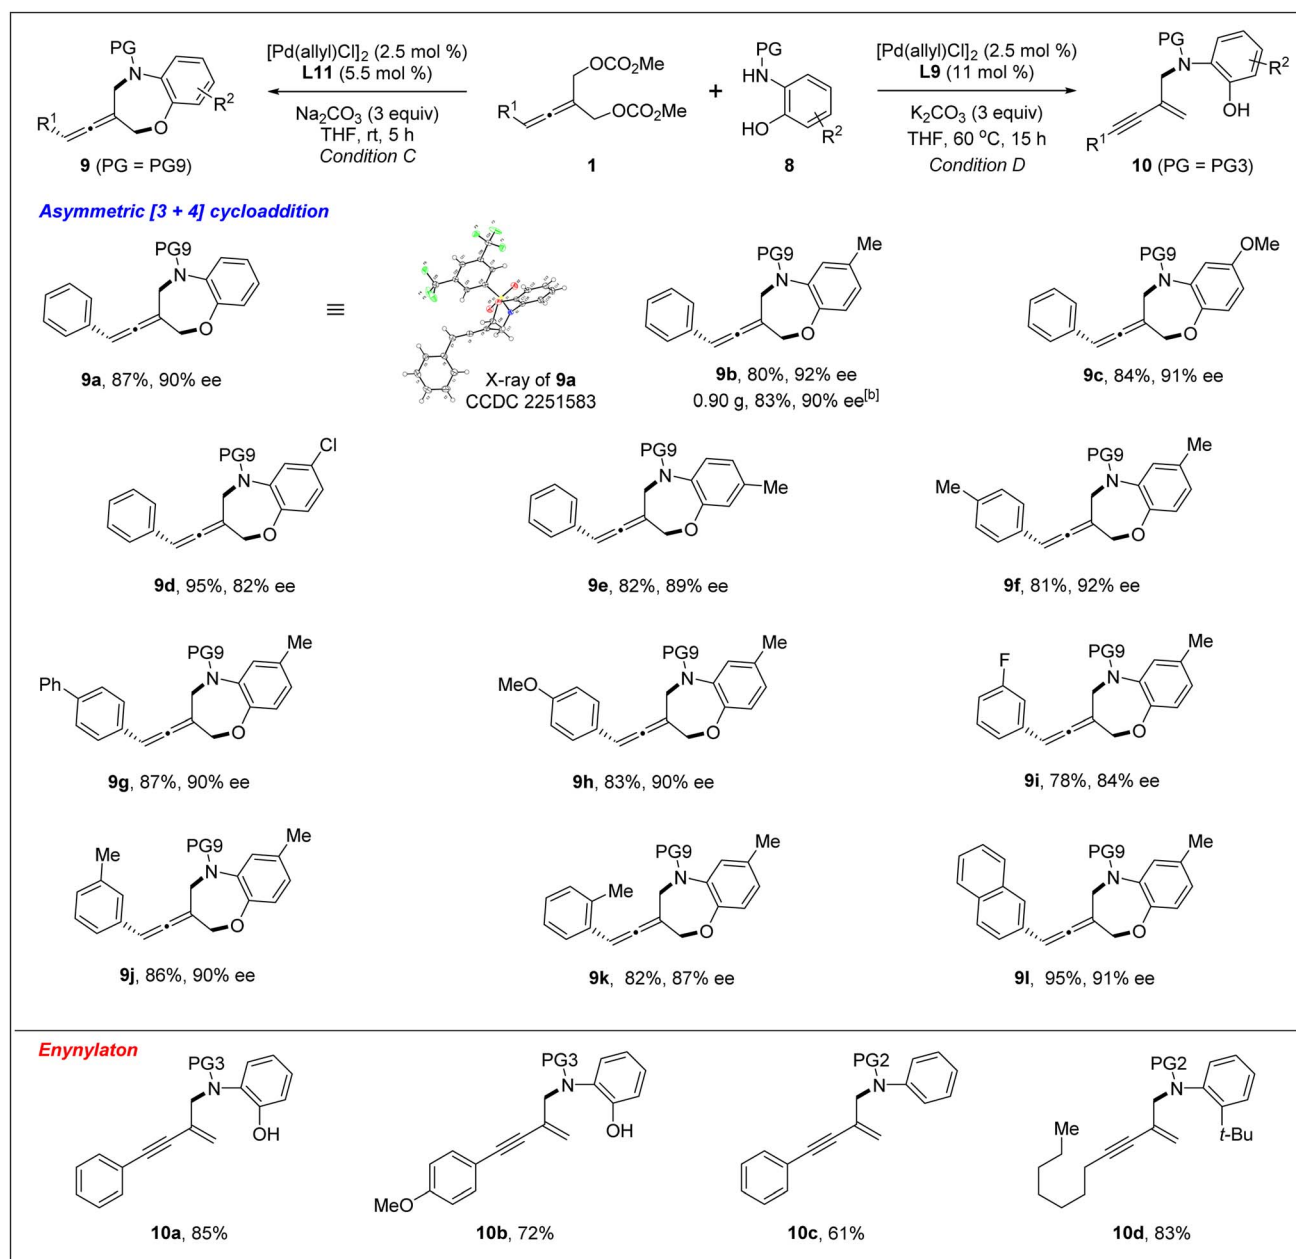 [Pd(allyl)Cl]2 (2.5 mol %)
L11 (5.5 mol %)
Na2CO3 (3 equiv)
THF, rt, 5 h
Condition C
PG
N
O
R2
R1
9 (PG = PG9)
OCOOMe
OCOOMe
R1
1
+
PG
HN
HO
R2
8
[Pd(allyl)Cl]2 (2.5 mol %)
L9 (11 mol %)
K2CO3 (3 equiv)
THF, 60 oC, 15 h
Condition D
PG
N
R2
OH
R1
10 (PG = PG3)
Asymmetric [3 + 4] cycloaddition
PG9
N
O
9a, 87%, 90% ee
≡
X-ray of 9a
CCDC 2251583
PG9
Me
N
O
9b, 80%, 92% ee
0.90 g, 83%, 90% ee[b]
PG9
OMe
N
O
9c, 84%, 91% ee
PG9
Cl
N
O
9d, 95%, 82% ee
PG9
N
Me
O
9e, 82%, 89% ee
PG9
Me
N
Me
O
9f, 81%, 92% ee
PG9
Me
N
Ph
O
9g, 87%, 90% ee
PG9
Me
N
MeO
O
9h, 83%, 90% ee
PG9
Me
F
N
O
9i, 78%, 84% ee
PG9
Me
Me
N
O
9j, 86%, 90% ee
PG9
Me
N
Me
O
9k, 82%, 87% ee
PG9
Me
N
O
9l, 95%, 91% ee
Enynylaton
PG3
N
OH
10a, 85%
PG3
N
OH
MeO
10b, 72%
PG2
N
10c, 61%
PG2
N
t-Bu
Me
10d, 83%